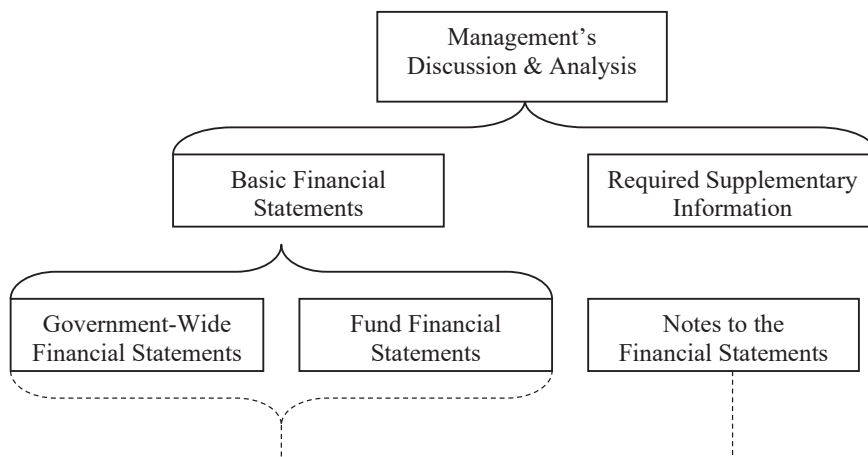 Management’s
Discussion & Analysis
Basic Financial
Statements
Required Supplementary
Information
Government-Wide
Financial Statements
Fund Financial
Statements
Notes to the
Financial Statements